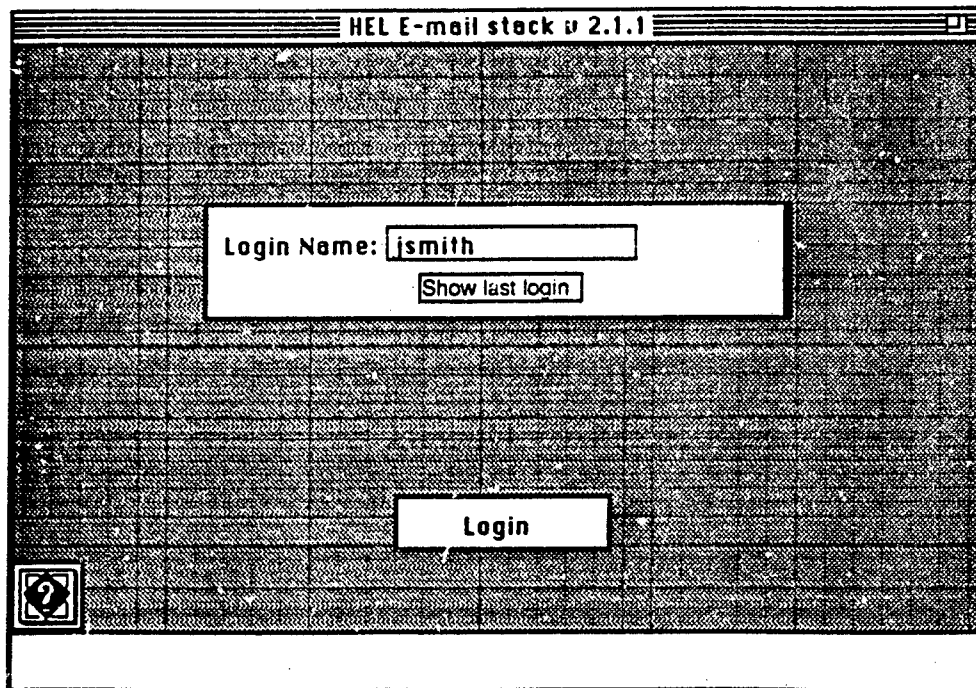 HEL E-mail stack v 2.1.1
Login Name: jsmith
Show last login
Login
?